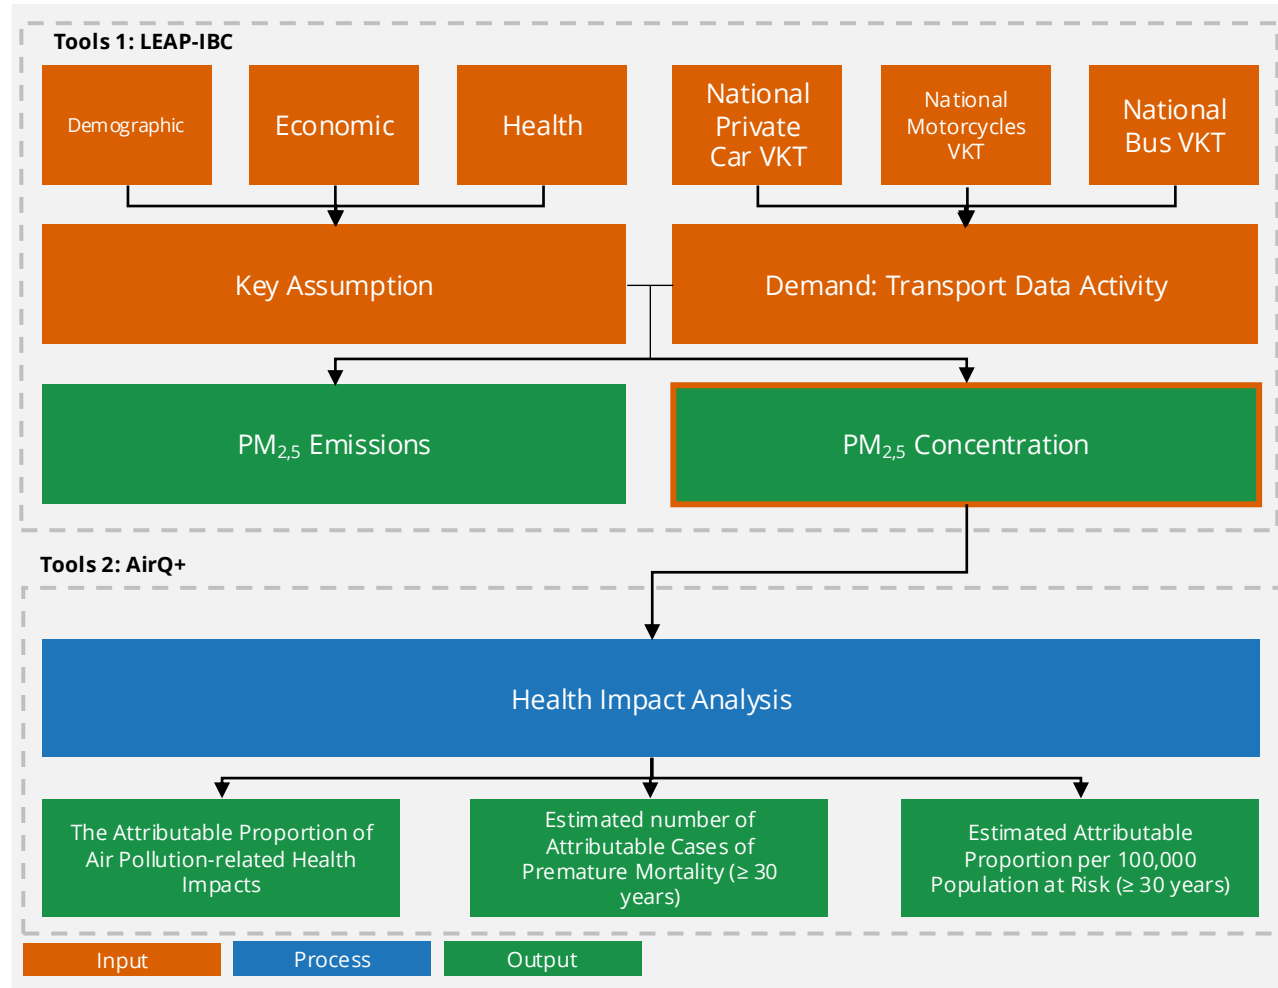 Tools 1: LEAP-IBC
Demographic
Economic
Health
National
Private
Car VKT
National
Motorcycles
VKT
National
Bus VKT
Key Assumption
Demand: Transport Data Activity
PM2,5 Emissions
PM2,5 Concentration
Tools 2: AirQ+
Health Impact Analysis
The Attributable Proportion of
Air Pollution-related Health
Impacts
Estimated number of
Attributable Cases of
Premature Mortality (≥ 30
years)
Estimated Attributable
Proportion per 100,000
Population at Risk (≥ 30 years)
Input
Process
Output